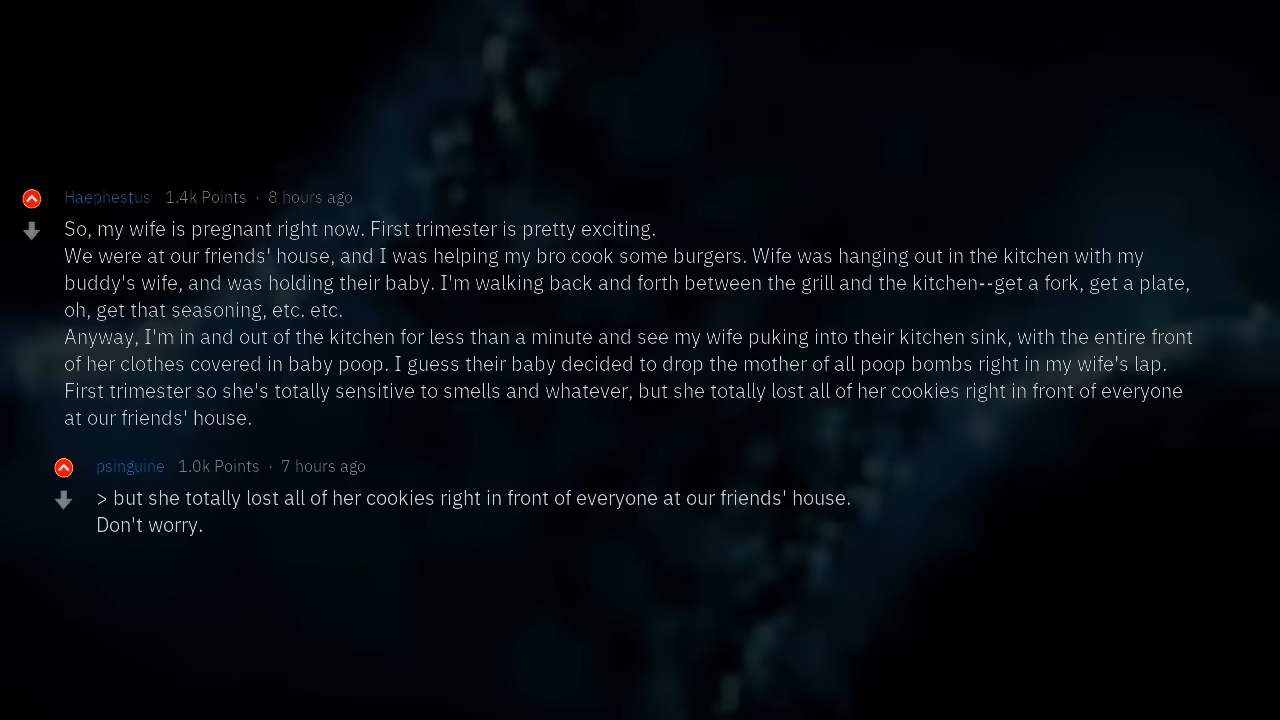 Haephestus 1.4k Points · 8 hours ago
So, my wife is pregnant right now. First trimester is pretty exciting.
We were at our friends' house, and I was helping my bro cook some burgers. Wife was hanging out in the kitchen with my
buddy's wife, and was holding their baby. I'm walking back and forth between the grill and the kitchen--get a fork, get a plate,
oh, get that seasoning, etc. etc.
Anyway, I'm in and out of the kitchen for less than a minute and see my wife puking into their kitchen sink, with the entire front
of her clothes covered in baby poop. I guess their baby decided to drop the mother of all poop bombs right in my wife's lap.
First trimester so she's totally sensitive to smells and whatever, but she totally lost all of her cookies right in front of everyone
at our friends' house.
psinguine 1.0k Points · 7 hours ago
> but she totally lost all of her cookies right in front of everyone at our friends' house.
Don't worry.